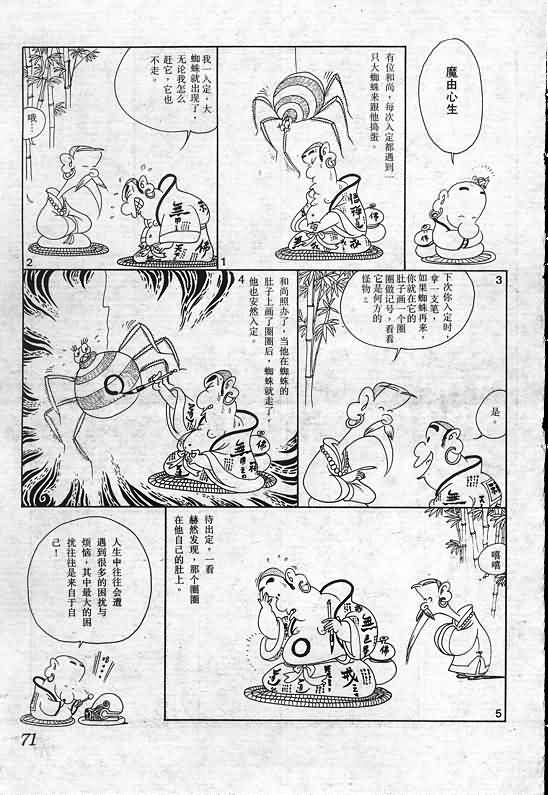 魔由心生
有位和尚，每次入定都遇到一
只大蜘蛛来跟他捣蛋。
1
我一入定，大
蜘蛛就出现了，
无论我怎么
赶它，它也
不走。
哦…
2
下次你入定时，
拿一支笔，
如果蜘蛛再来，
你就在它的
肚子画一个圈
圈做记号，看看
它是何方的
怪物。
是。
3
和尚照办了，当他在蜘蛛的
肚子上画了圈圈后，蜘蛛就走了。
他也安然入定。
4
待出定，一看
赫然发现，那个圈圈
在他自己的肚上。
嘻嘻
5
人生中往往会遭
遇到很多的困扰与
烦恼，其中最大的困
扰往往是来自于自
己！
71